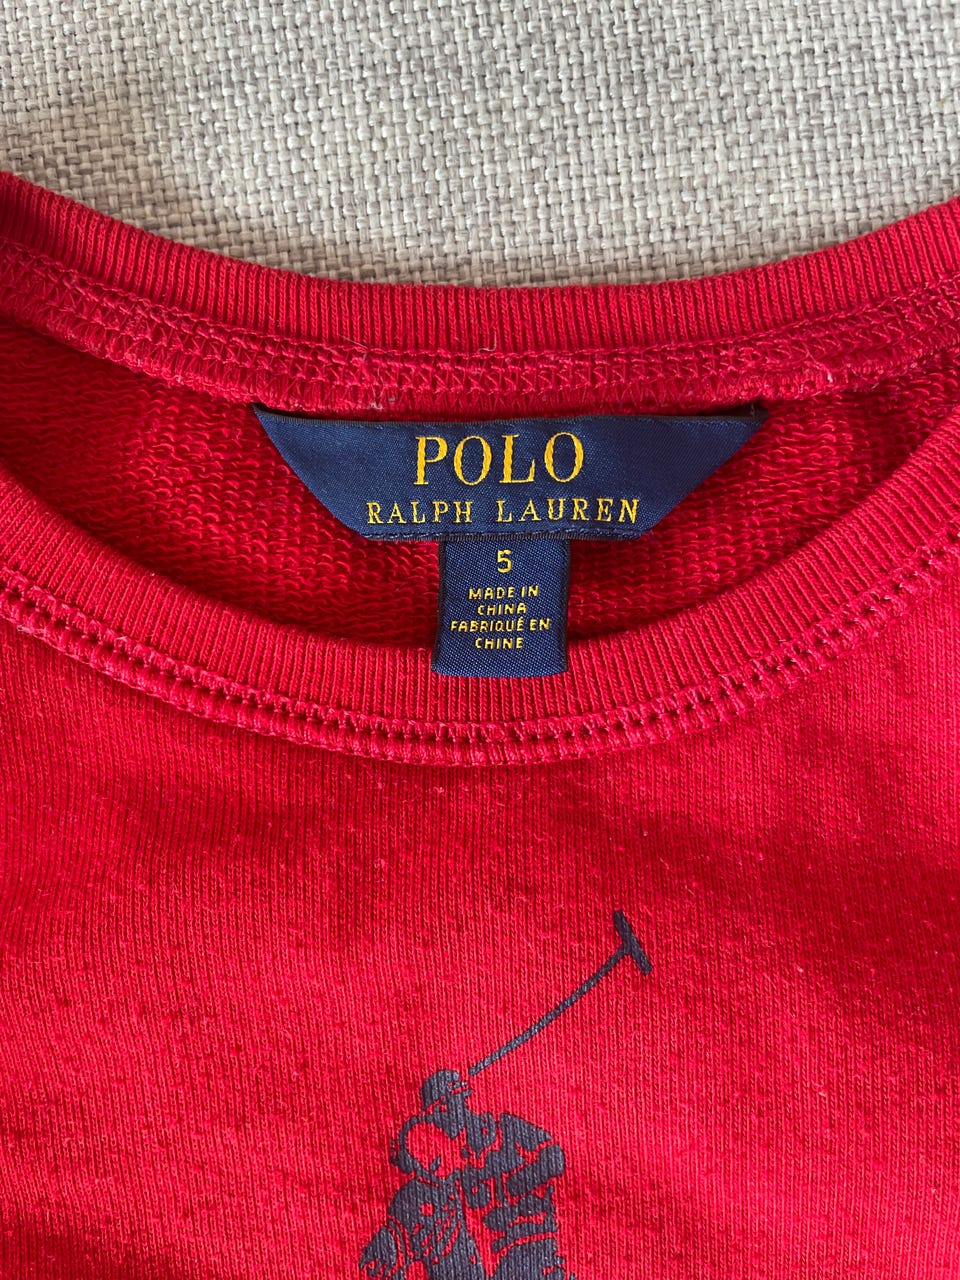 POLO
RALPH LAUREN
5
MADE IN
CHINA
FABRIQUÉ EN
CHINE